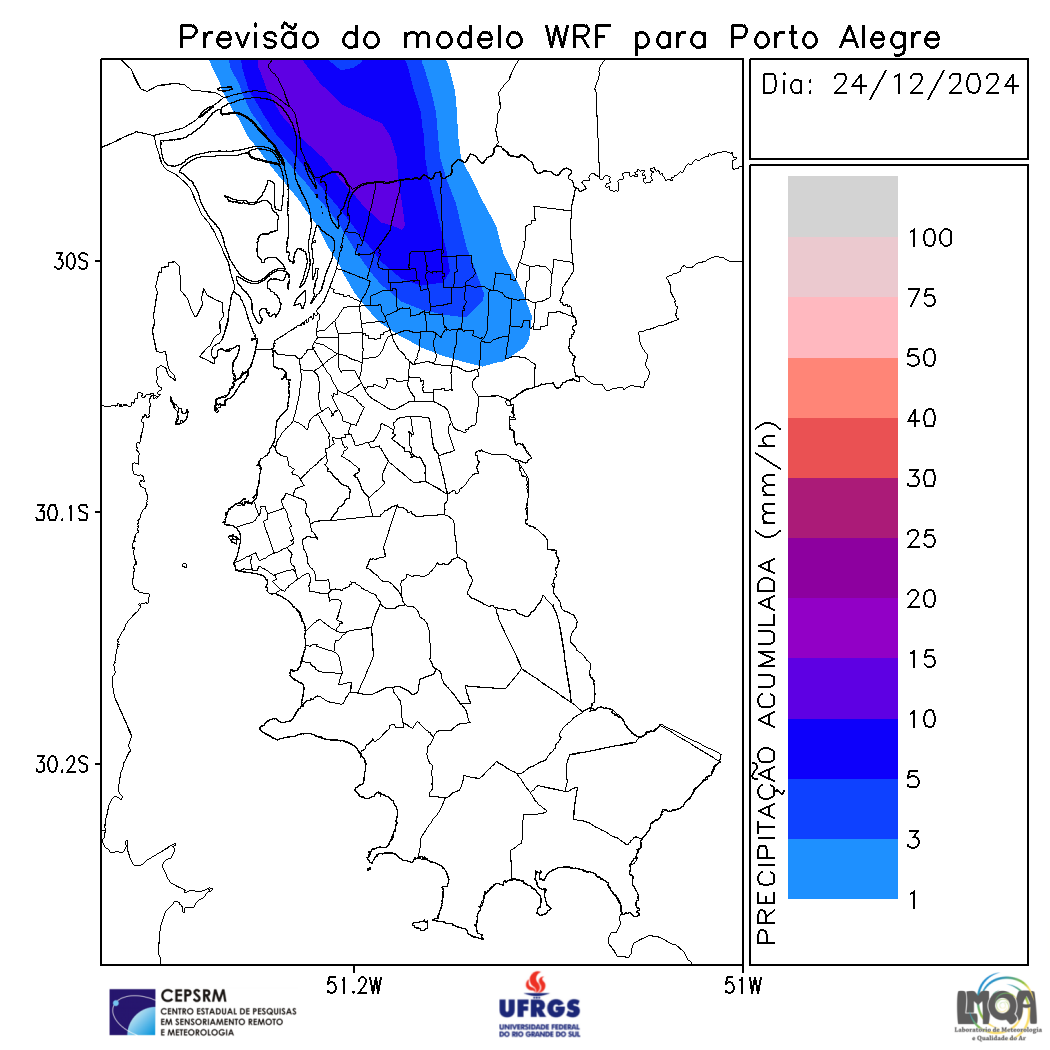 Previsão do modelo WRF para Porto Alegre
Dia: 24/12/2024
30S
30.1S
30.2S
51.2W
51W
PRECIPITAÇÃO ACUMULADA (mm/h)
100
75
50
40
30
25
20
15
10
5
3
1
CEPSRM
CENTRO ESTADUAL DE PESQUISAS
EM SENSORIAMENTO REMOTO
E METEOROLOGIA
UFRGS
UNIVERSIDADE FEDERAL
DO RIO GRANDE DO SUL
LMQA
Laboratório de Meteorologia
e Qualidade do Ar